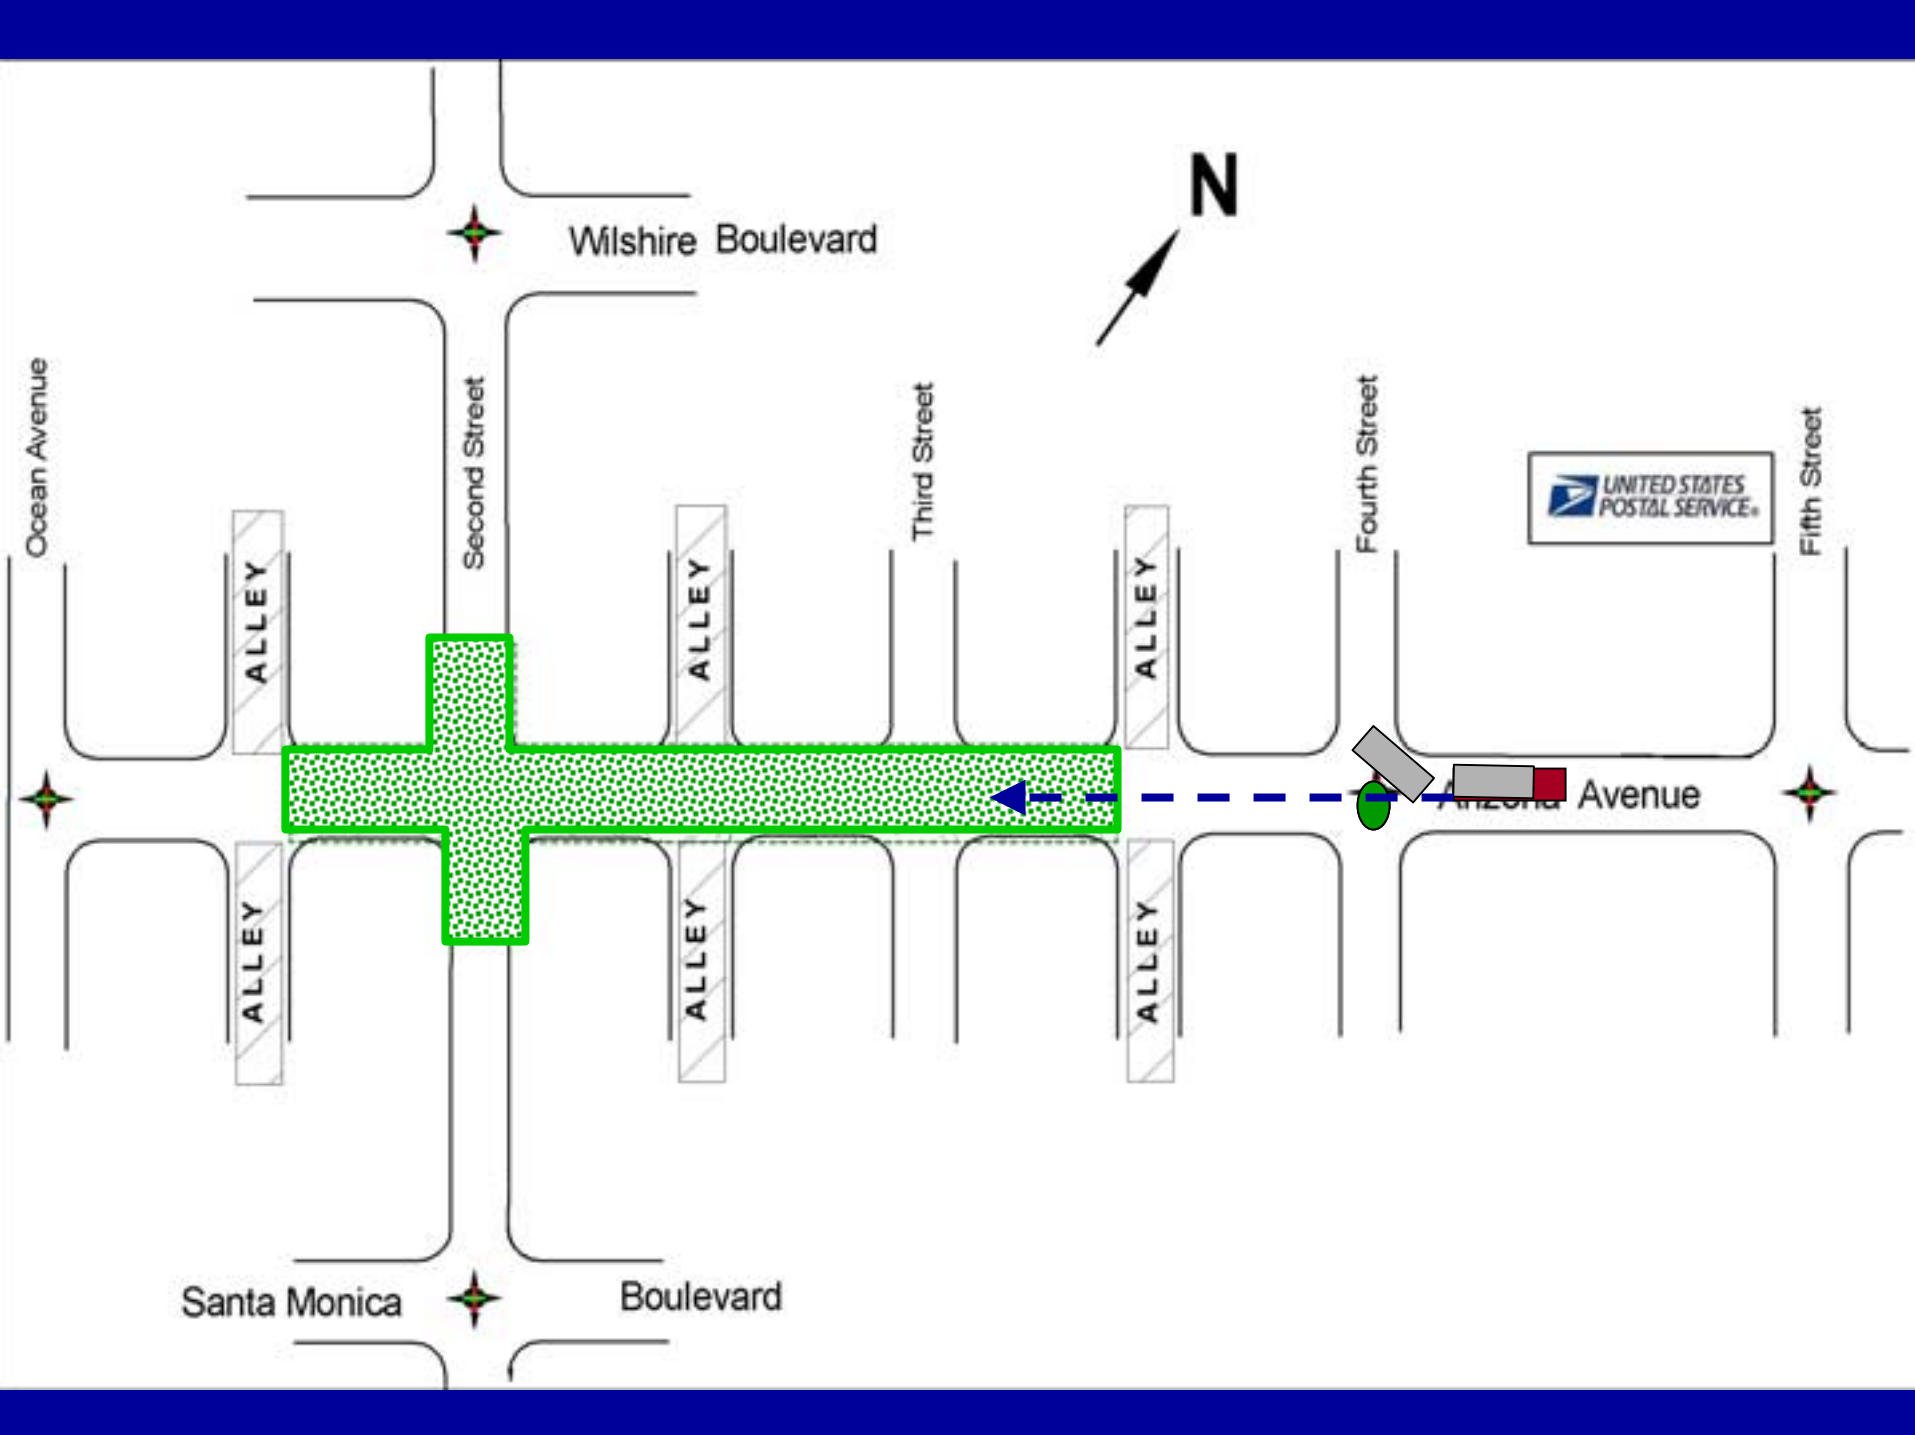 N
Wilshire Boulevard
Ocean Avenue
Second Street
Third Street
Fourth Street
Fifth Street
UNITED STATES
POSTAL SERVICE®
ALLEY
ALLEY
ALLEY
Arizona Avenue
ALLEY
ALLEY
ALLEY
Santa Monica Boulevard